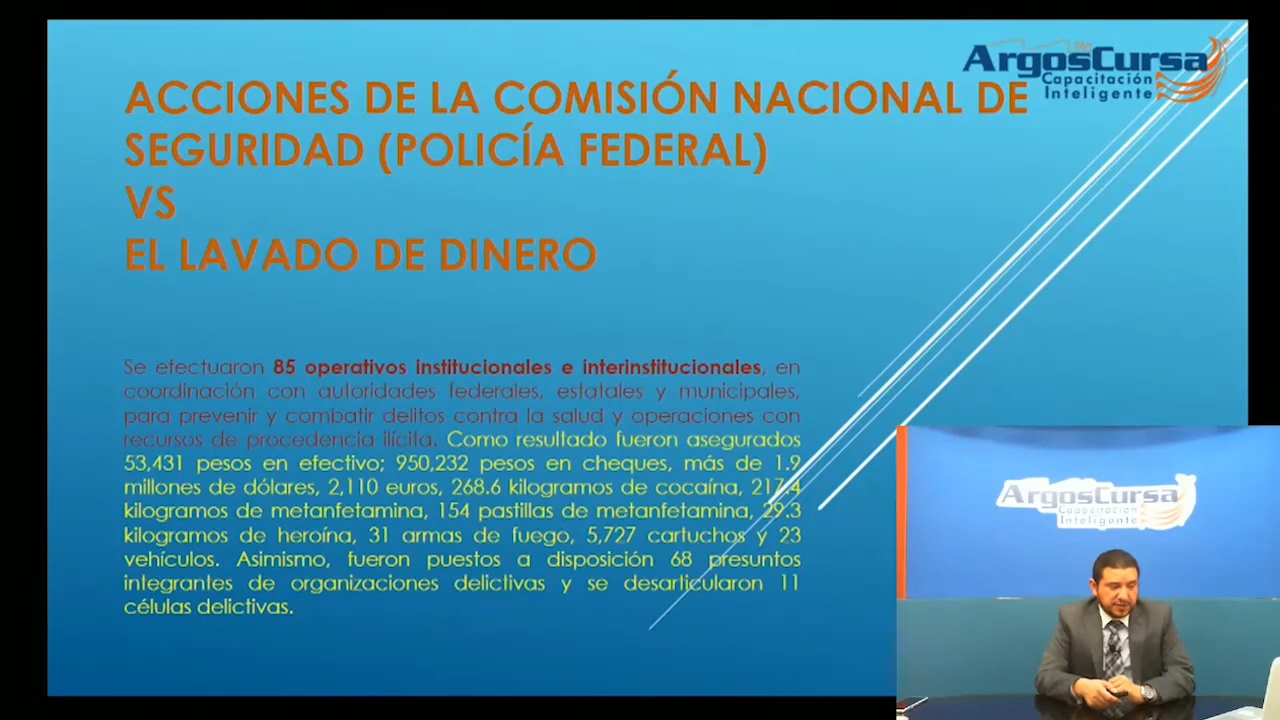 ArgosCursa
Capacitación
Inteligente
ACCIONES DE LA COMISIÓN NACIONAL DE
SEGURIDAD (POLICÍA FEDERAL)
VS
EL LAVADO DE DINERO
Se efectuaron 85 operativos institucionales e interinstitucionales, en
coordinación con autoridades federales, estatales y municipales,
para prevenir y combatir delitos contra la salud y operaciones con
recursos de procedencia ilícita. Como resultado fueron asegurados
53,431 pesos en efectivo; 950,232 pesos en cheques, más de 1.9
millones de dólares, 2,110 euros, 268.6 kilogramos de cocaína, 217.4
kilogramos de metanfetamina, 154 pastillas de metanfetamina, 29.3
kilogramos de heroína, 31 armas de fuego, 5,727 cartuchos y 23
vehículos. Asimismo, fueron puestos a disposición 68 presuntos
integrantes de organizaciones delictivas y se desarticularon 11
células delictivas.
ArgosCursa
Capacitación
Inteligente